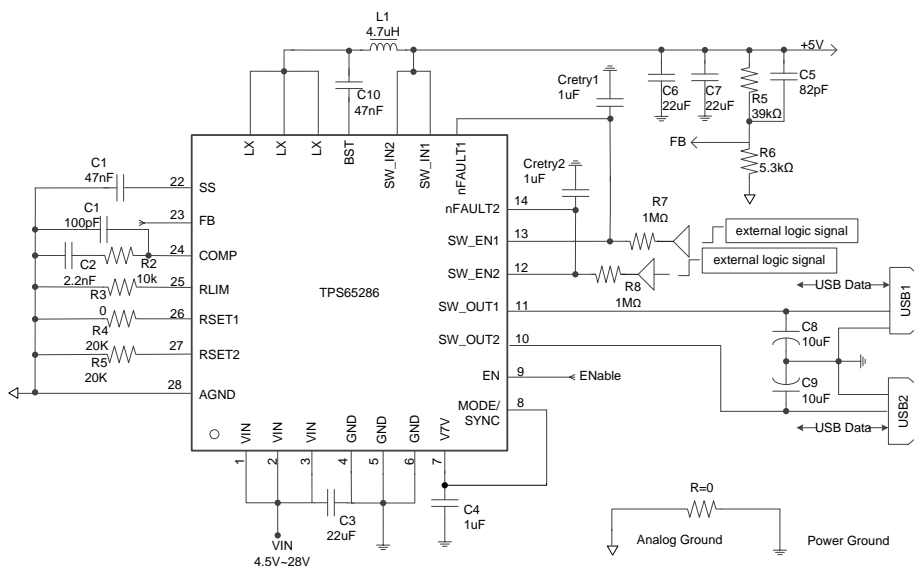 L1
4.7uH
+5V
Cretry1
1uF
C10
47nF
C6
22uF
C7
22uF
R5
39kΩ
C5
82pF
FB
R6
5.3kΩ
LX
LX
LX
BST
SW_IN2
SW_IN1
nFAULT1
Cretry2
1uF
C1
47nF
22
SS
C1
100pF
23
FB
24
COMP
C2
2.2nF
R2
10k
25
RLIM
R3
0
26
RSET1
R4
20K
27
RSET2
R5
20K
28
AGND
TPS65286
nFAULT2
14
SW_EN1
13
R7
1MΩ
external logic signal
SW_EN2
12
R8
1MΩ
external logic signal
SW_OUT1
11
USB Data
USB1
SW_OUT2
10
C8
10uF
EN
9
ENable
C9
10uF
MODE/
SYNC
8
USB Data
USB2
VIN
VIN
VIN
GND
GND
GND
V7V
1
2
3
4
5
6
7
C3
22uF
C4
1uF
VIN
4.5V~28V
R=0
Analog Ground
Power Ground